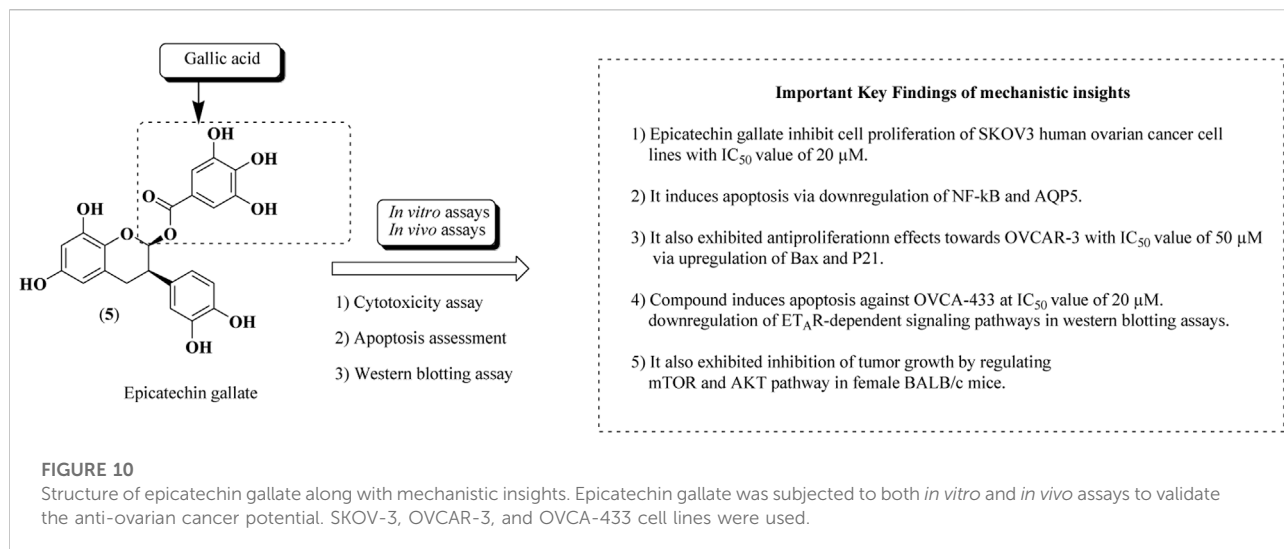 Gallic acid
OH
OH
OH
O
O
OH
O
HO
OH
OH
(5)
Epicatechin gallate
In vitro assays
In vivo assays
1) Cytotoxicity assay
2) Apoptosis assessment
3) Western blotting assay
Important Key Findings of mechanistic insights
1) Epicatechin gallate inhibit cell proliferation of SKOV3 human ovarian cancer cell
lines with IC50 value of 20 µM.
2) It induces apoptosis via downregulation of NF-kB and AQP5.
3) It also exhibited antiproliferationn effects towards OVCAR-3 with IC50 value of 50 µM
via upregulation of Bax and P21.
4) Compound induces apoptosis against OVCA-433 at IC50 value of 20 µM.
downregulation of ETAR-dependent signaling pathways in western blotting assays.
5) It also exhibited inhibition of tumor growth by regulating
mTOR and AKT pathway in female BALB/c mice.
FIGURE 10
Structure of epicatechin gallate along with mechanistic insights. Epicatechin gallate was subjected to both in vitro and in vivo assays to validate
the anti-ovarian cancer potential. SKOV-3, OVCAR-3, and OVCA-433 cell lines were used.